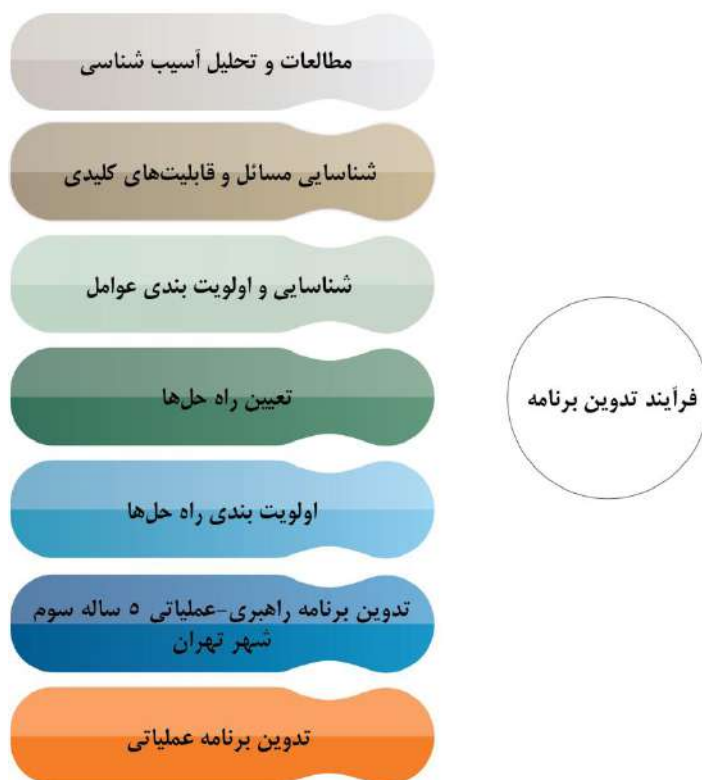 مطالعات و تحلیل آسیب شناسی
شناسایی مسائل و قابلیت‌های کلیدی
شناسایی و اولویت بندی عوامل
تعیین راه حل‌ها
فرآیند تدوین برنامه
اولویت بندی راه حل‌ها
تدوین برنامه راهبری-عملیاتی ۵ ساله سوم
شهر تهران
تدوین برنامه عملیاتی